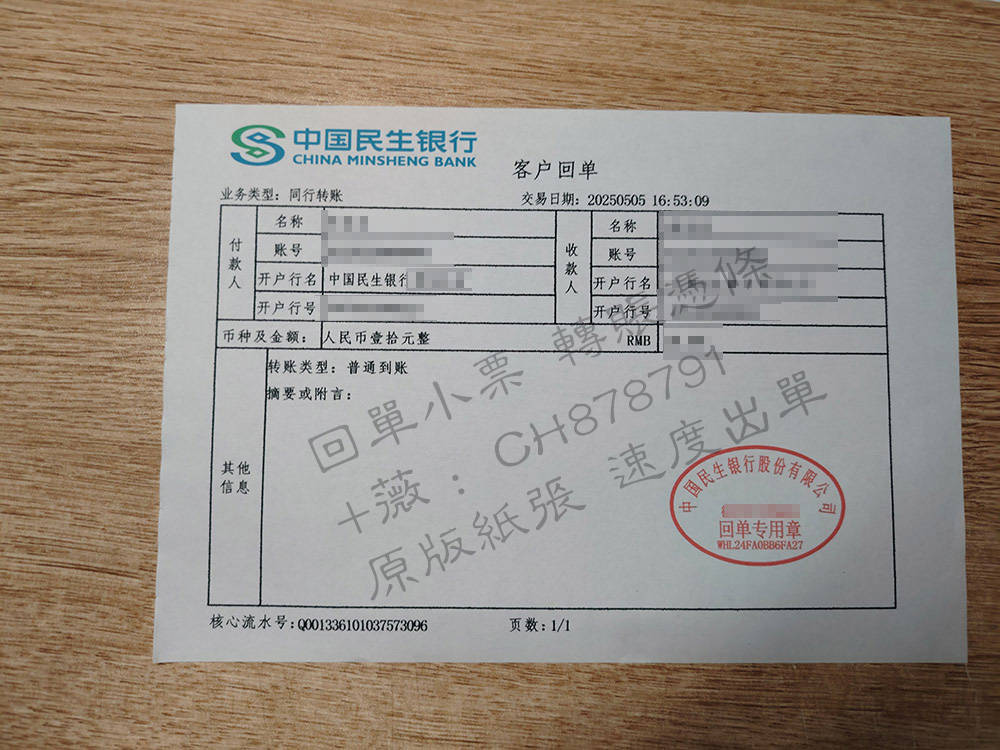 中国民生银行
CHINA MINSHENG BANK
客户回单
业务类型：同行转账
交易日期：20250505 16:53:09
付款人
名称
账号
开户行名
中国民生银行
开户行号
收款人
名称
账号
开户行名
开户行号
币种及金额：
人民币壹拾元整
RMB
其他信息
转账类型：普通到账
摘要或附言：
回單小票 轉賬憑條
+薇：CH878791
原版紙張 速度出單
中国民生银行股份有限公司
回单专用章
WHL24FA0BB6FA27
核心流水号:Q001336101037573096
页数:1/1